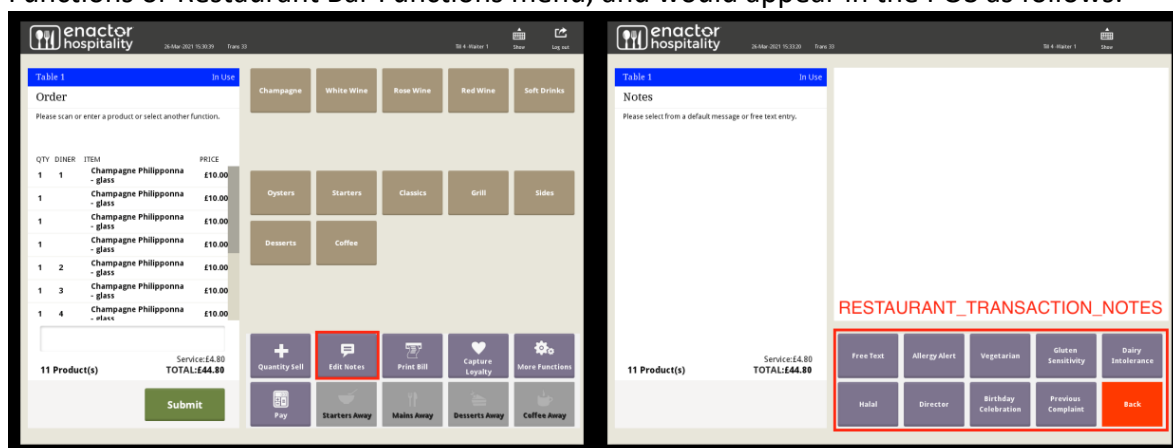 Functions or Restaurant Bar Functions menu, and would appear in the POS as follows:
enactor
hospitality
26-Mar-2021 15:30:39 Trans 33
Till 4 -Waiter 1
Show
Log out
Table 1 In Use
Order
Please scan or enter a product or select another function.
QTY DINER ITEM PRICE
1 1 Champagne Philipponna £10.00
- glass
1 Champagne Philipponna £10.00
- glass
1 Champagne Philipponna £10.00
- glass
1 Champagne Philipponna £10.00
- glass
1 2 Champagne Philipponna £10.00
- glass
1 3 Champagne Philipponna £10.00
- glass
1 4 Champagne Philipponna £10.00
- glass
Service:£4.80
11 Product(s) TOTAL:£44.80
Submit
Champagne White Wine Rose Wine Red Wine Soft Drinks
Oysters Starters Classics Grill Sides
Desserts Coffee
Quantity Sell Edit Notes Print Bill Capture Loyalty More Functions
Pay Starters Away Mains Away Desserts Away Coffee Away
enactor
hospitality
26-Mar-2021 15:33:20 Trans 33
Till 4 -Waiter 1
Show
Table 1 In Use
Notes
Please select from a default message or free text entry.
Service:£4.80
11 Product(s) TOTAL:£44.80
RESTAURANT_TRANSACTION_NOTES
Free Text Allergy Alert Vegetarian Gluten Sensitivity Dairy Intolerance
Halal Director Birthday Celebration Previous Complaint Back